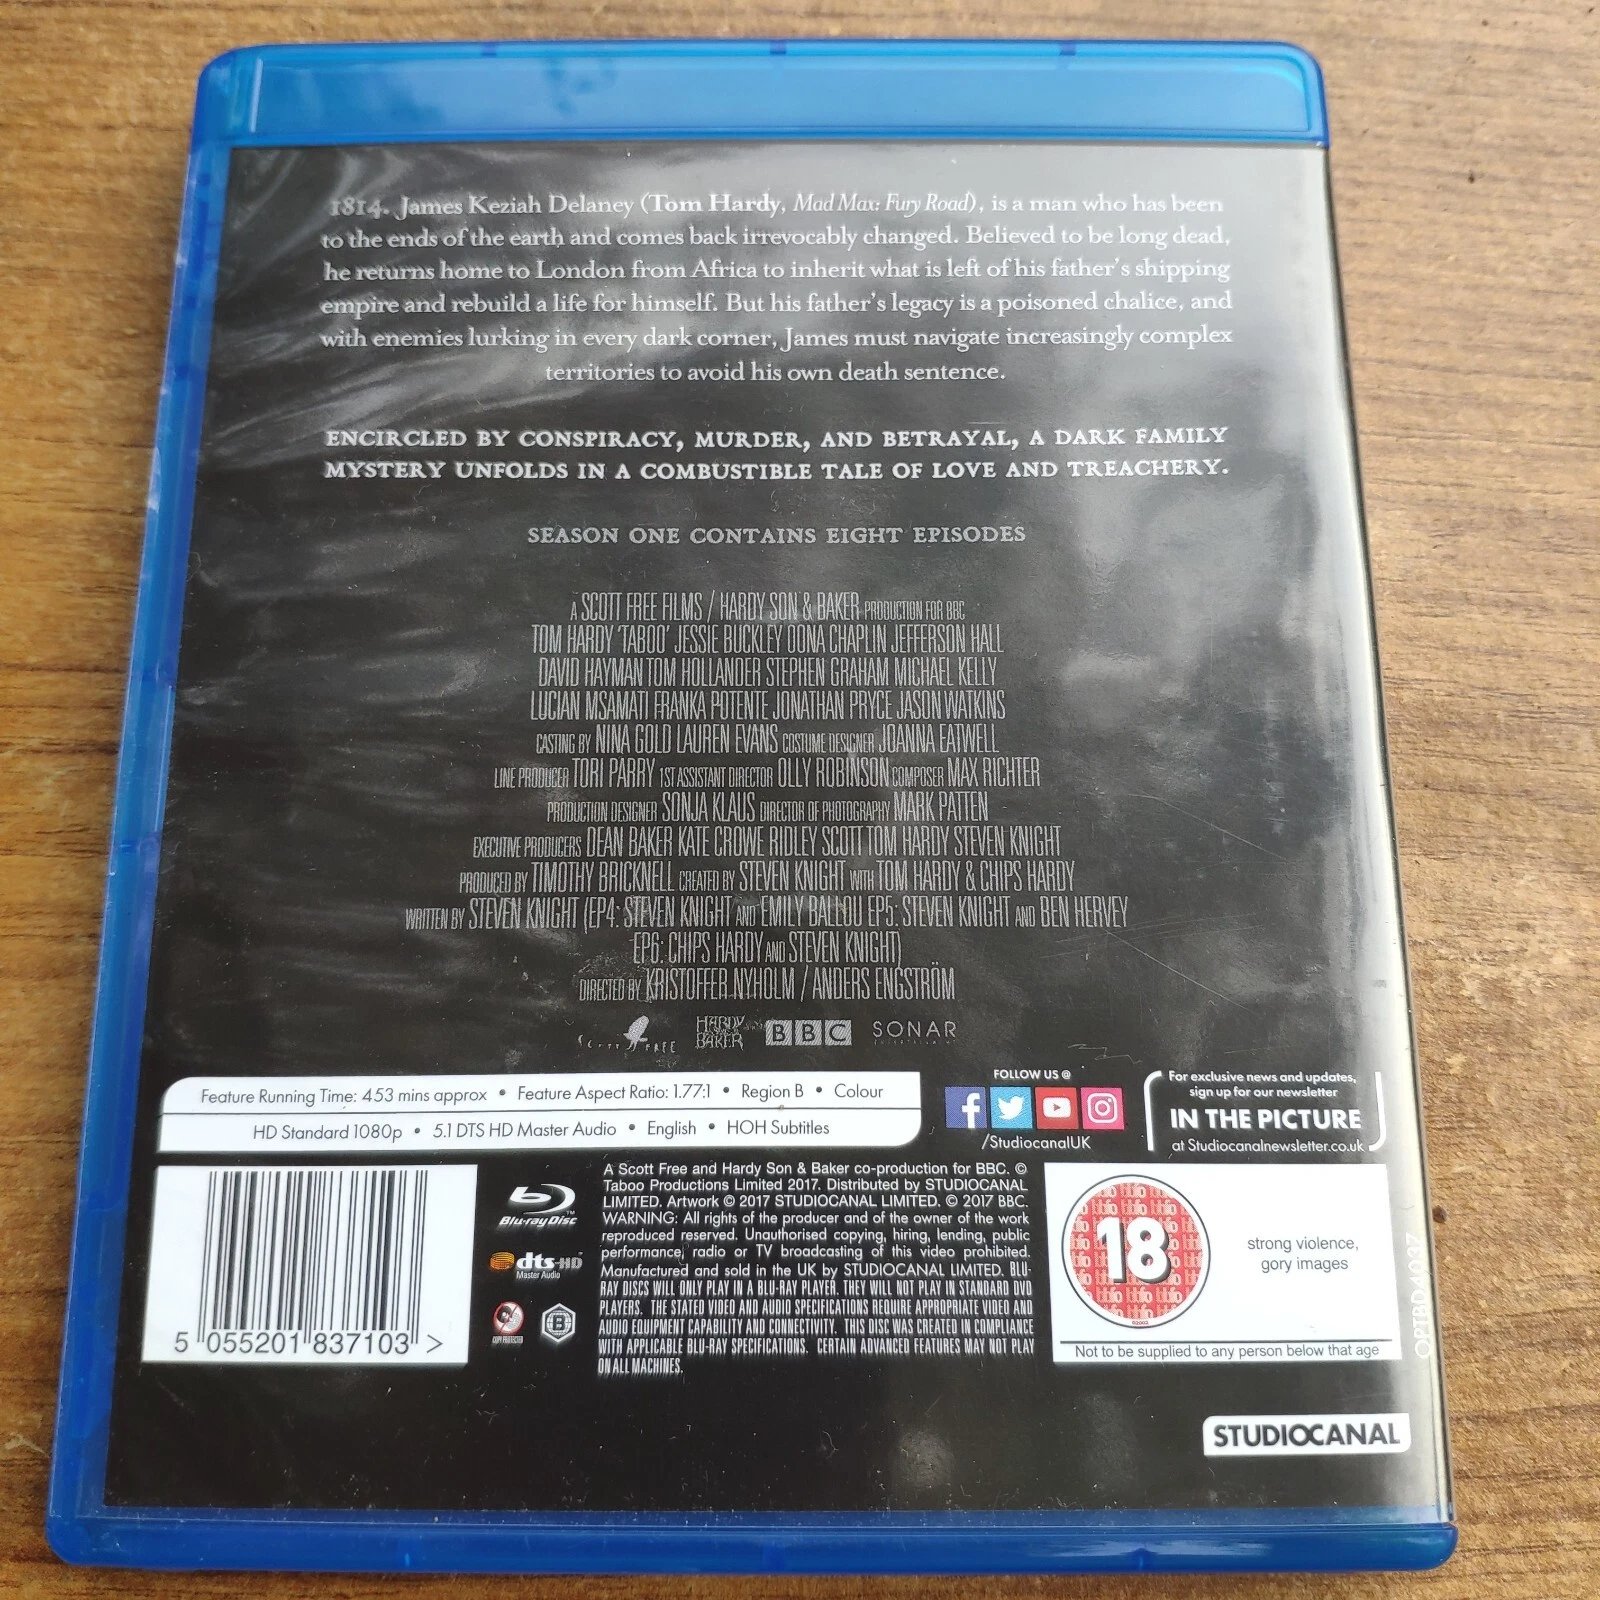 1814. James Keziah Delaney (Tom Hardy, Mad Max: Fury Road), is a man who has been
to the ends of the earth and comes back irrevocably changed. Believed to be long dead,
he returns home to London from Africa to inherit what is left of his father's shipping
empire and rebuild a life for himself. But his father's legacy is a poisoned chalice, and
with enemies lurking in every dark corner, James must navigate increasingly complex
territories to avoid his own death sentence.
ENCIRCLED BY CONSPIRACY, MURDER, AND BETRAYAL, A DARK FAMILY
MYSTERY UNFOLDS IN A COMBUSTIBLE TALE OF LOVE AND TREACHERY.
SEASON ONE CONTAINS EIGHT EPISODES
A SCOTT FREE FILMS / HARDY SON & BAKER PRODUCTION FOR BBC
TOM HARDY 'TABOO' JESSIE BUCKLEY OONA CHAPLIN JEFFERSON HALL
DAVID HAYMAN TOM HOLLANDER STEPHEN GRAHAM MICHAEL KELLY
LUCIAN MSAMATI FRANKA POTENTE JONATHAN PRYCE JASON WATKINS
CASTING BY NINA GOLD LAUREN EVANS COSTUME DESIGNER JOANNA EATWELL
LINE PRODUCER TORI PARRY 1ST ASSISTANT DIRECTOR OLLY ROBINSON COMPOSER MAX RICHTER
PRODUCTION DESIGNER SONJA KLAUS DIRECTOR OF PHOTOGRAPHY MARK PATTEN
EXECUTIVE PRODUCERS DEAN BAKER KATE CROWE RIDLEY SCOTT TOM HARDY STEVEN KNIGHT
PRODUCED BY TIMOTHY BRICKNELL CREATED BY STEVEN KNIGHT WITH TOM HARDY & CHIPS HARDY
WRITTEN BY STEVEN KNIGHT (EP4: STEVEN KNIGHT AND EMILY BALLOU EP5: STEVEN KNIGHT AND BEN HERVEY
EP6: CHIPS HARDY AND STEVEN KNIGHT)
DIRECTED BY KRISTOFFER NYHOLM / ANDERS ENGSTRÖM
SCOTT FREE
HARDY
BAKER
BBC
SONAR
ENTERTAINMENT
Feature Running Time: 453 mins approx • Feature Aspect Ratio: 1.77:1 • Region B • Colour
HD Standard 1080p • 5.1 DTS HD Master Audio • English • HOH Subtitles
FOLLOW US @
/StudiocanalUK
For exclusive news and updates,
sign up for our newsletter
IN THE PICTURE
at Studiocanalnewsletter.co.uk
5 055201 837103 >
Blu-ray Disc™
dts-HD
Master Audio
COPY PROTECTED
B
A Scott Free and Hardy Son & Baker co-production for BBC. ©
Taboo Productions Limited 2017. Distributed by STUDIOCANAL
LIMITED. Artwork © 2017 STUDIOCANAL LIMITED. © 2017 BBC.
WARNING: All rights of the producer and of the owner of the work
reproduced reserved. Unauthorised copying, hiring, lending, public
performance, radio or TV broadcasting of this video prohibited.
Manufactured and sold in the UK by STUDIOCANAL LIMITED. BLU-
RAY DISCS WILL ONLY PLAY IN A BLU-RAY PLAYER. THEY WILL NOT PLAY IN STANDARD DVD
PLAYERS. THE STATED VIDEO AND AUDIO SPECIFICATIONS REQUIRE APPROPRIATE VIDEO AND
AUDIO EQUIPMENT CAPABILITY AND CONNECTIVITY. THIS DISC WAS CREATED IN COMPLIANCE
WITH APPLICABLE BLU-RAY SPECIFICATIONS. CERTAIN ADVANCED FEATURES MAY NOT PLAY
ON ALL MACHINES.
18
strong violence,
gory images
Not to be supplied to any person below that age
OPTBD4037
STUDIOCANAL